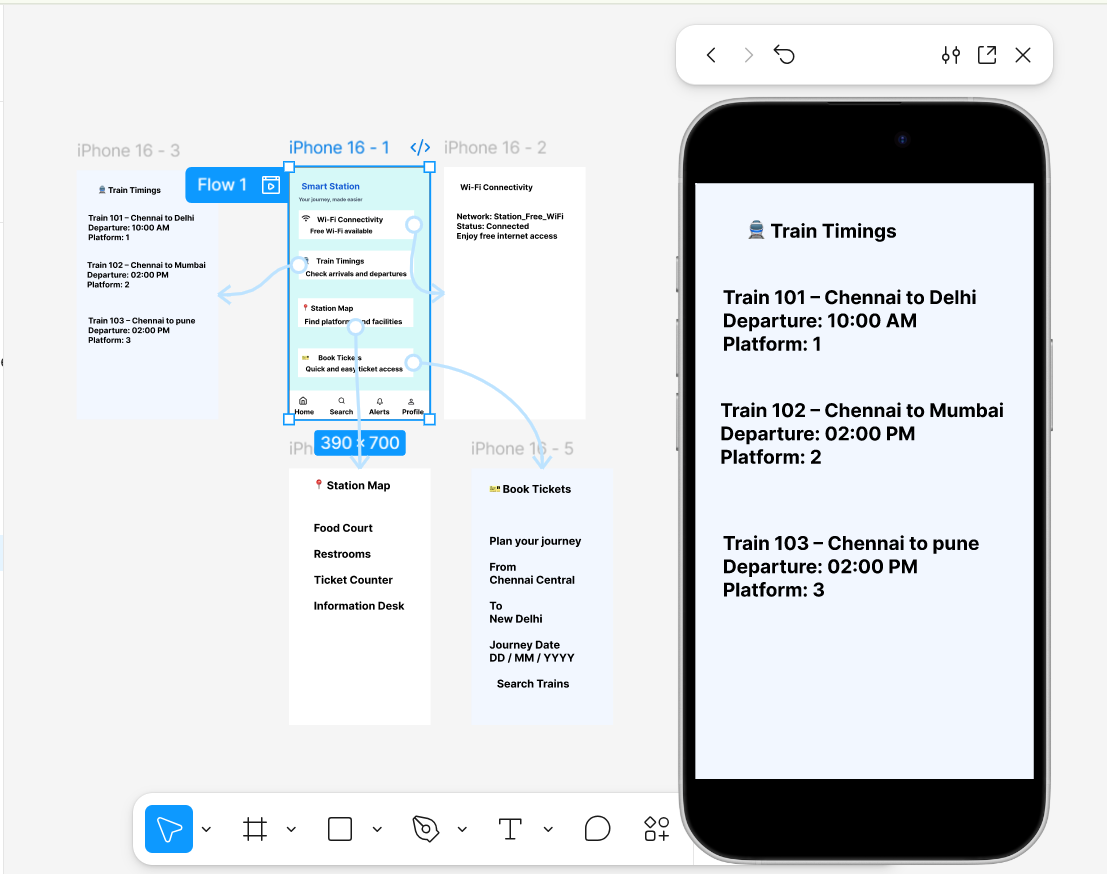 iPhone 16 - 3
🚆 Train Timings
Train 101 – Chennai to Delhi
Departure: 10:00 AM
Platform: 1
Train 102 – Chennai to Mumbai
Departure: 02:00 PM
Platform: 2
Train 103 – Chennai to pune
Departure: 02:00 PM
Platform: 3
Flow 1
iPhone 16 - 1
Smart Station
Your journey, made easier
Wi-Fi Connectivity
Free Wi-Fi available
Train Timings
Check arrivals and departures
📍 Station Map
Find platform and facilities
🎫 Book Tickets
Quick and easy ticket access
Home
Search
Alerts
Profile
390 × 700
iPhone 16 - 2
Wi-Fi Connectivity
Network: Station_Free_WiFi
Status: Connected
Enjoy free internet access
iPh
📍 Station Map
Food Court
Restrooms
Ticket Counter
Information Desk
iPhone 16 - 5
🎫 Book Tickets
Plan your journey
From
Chennai Central
To
New Delhi
Journey Date
DD / MM / YYYY
Search Trains
🚆 Train Timings
Train 101 – Chennai to Delhi
Departure: 10:00 AM
Platform: 1
Train 102 – Chennai to Mumbai
Departure: 02:00 PM
Platform: 2
Train 103 – Chennai to pune
Departure: 02:00 PM
Platform: 3